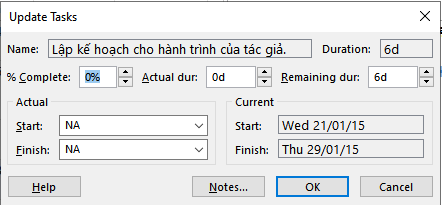 Update Tasks
Name: Lập kế hoạch cho hành trình của tác giả. Duration: 6d
% Complete: 0% Actual dur: 0d Remaining dur: 6d
Actual Current
Start: NA Start: Wed 21/01/15
Finish: NA Finish: Thu 29/01/15
Help Notes... OK Cancel